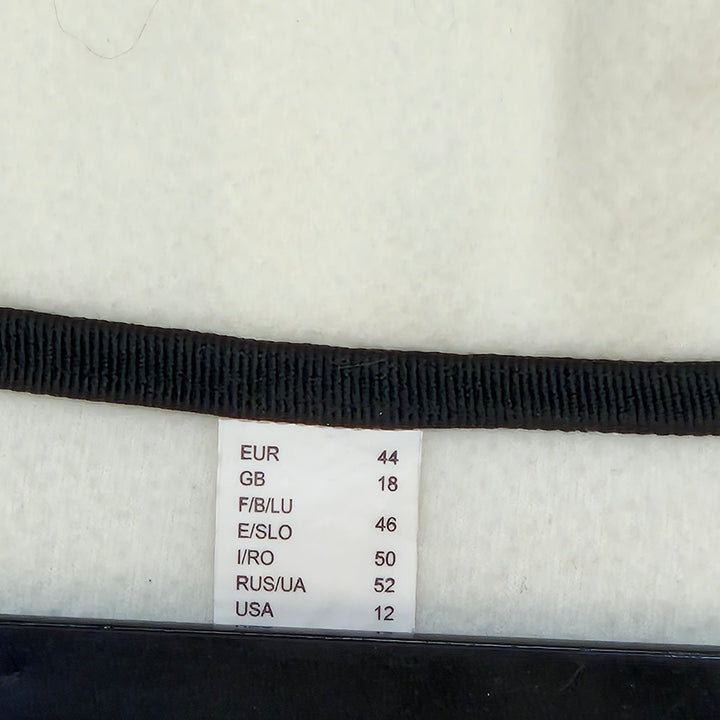 EUR 44
GB 18
F/B/LU
E/SLO 46
I/RO 50
RUS/UA 52
USA 12